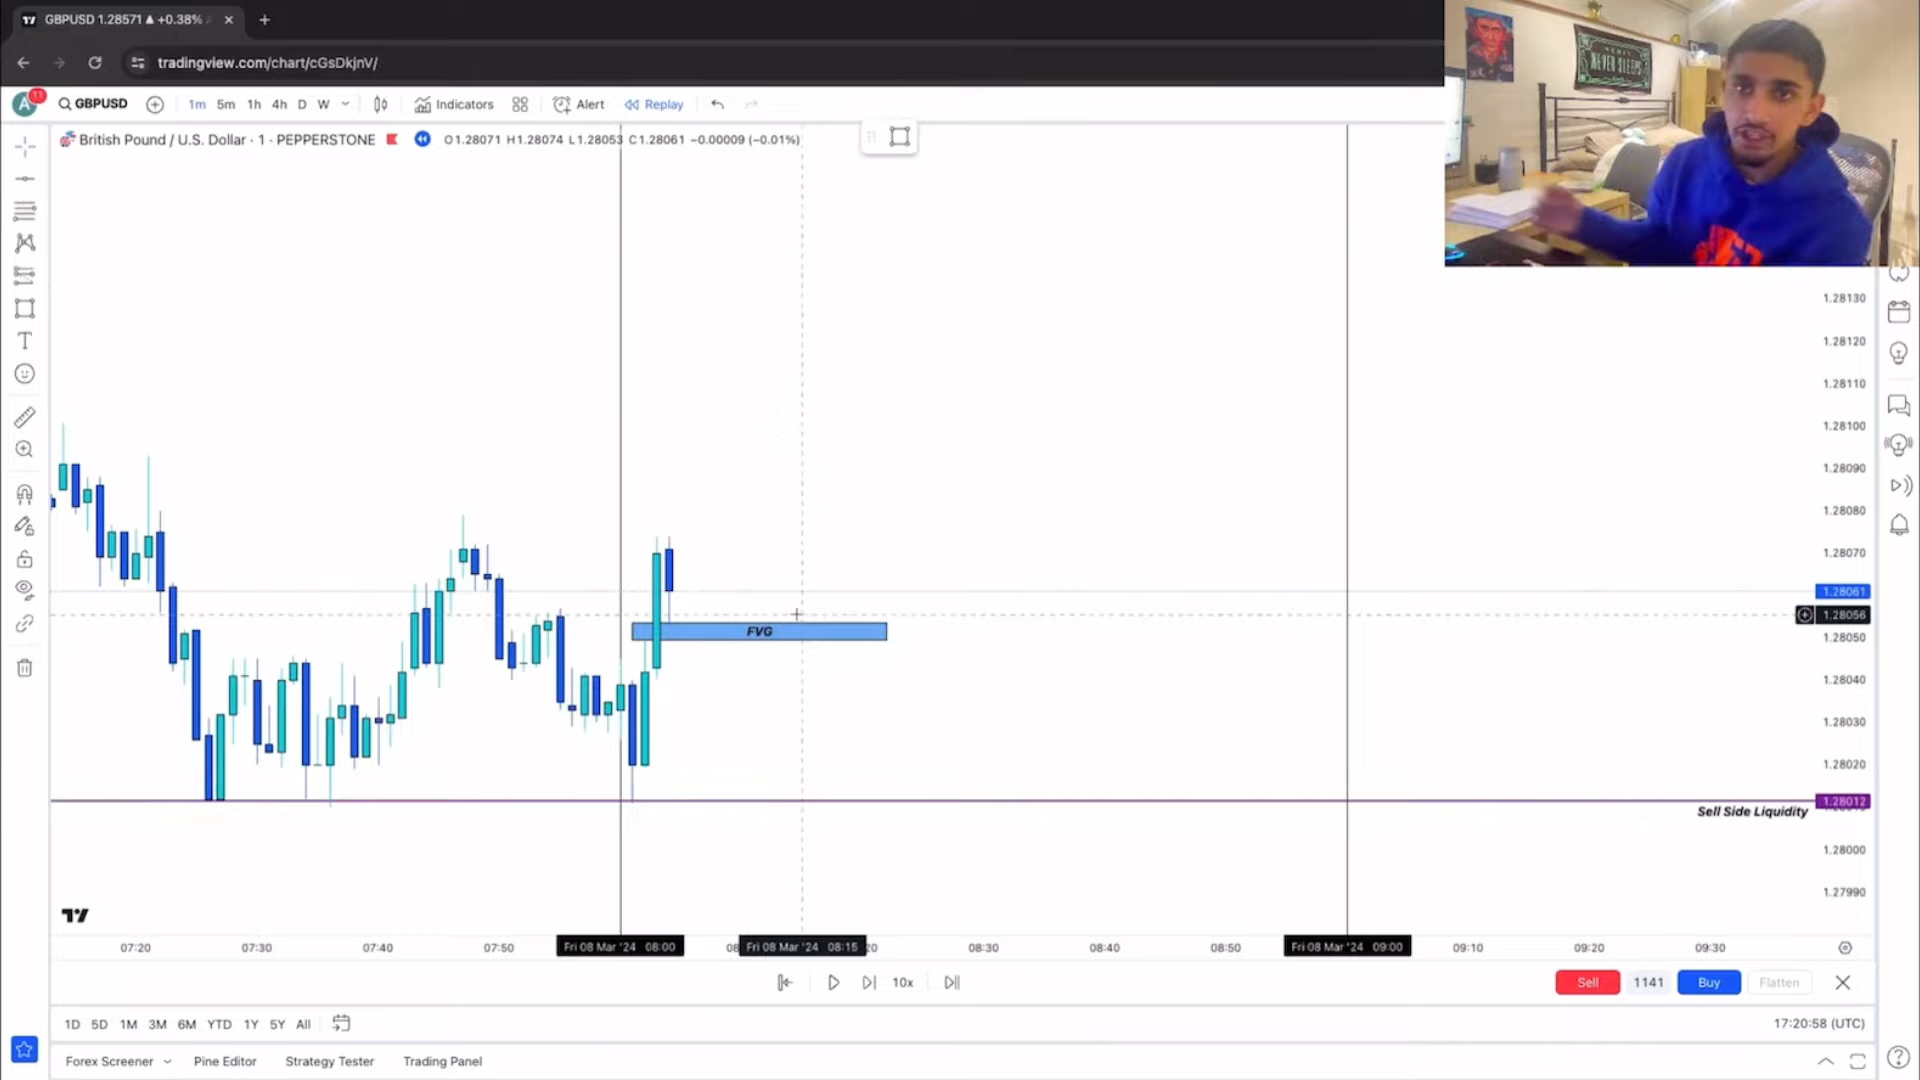 GBPUSD 1.28571 ▲ +0.38%
tradingview.com/chart/cGsDkjnV/
NEVER SLEEPS
A 11 GBPUSD 1m 5m 1h 4h D W Indicators Alert Replay
British Pound / U.S. Dollar · 1 · PEPPERSTONE O1.28071 H1.28074 L1.28053 C1.28061 −0.00009 (−0.01%)
1.28130
1.28120
1.28110
1.28100
1.28090
1.28080
1.28070
1.28061
1.28056
FVG
1.28050
1.28040
1.28030
1.28020
1.28012
Sell Side Liquidity
1.28000
1.27990
07:20 07:30 07:40 07:50 Fri 08 Mar '24 08:00 Fri 08 Mar '24 08:15 20 08:30 08:40 08:50 Fri 08 Mar '24 09:00 09:10 09:20 09:30
10x Sell 1141 Buy Flatten
1D 5D 1M 3M 6M YTD 1Y 5Y All 17:20:58 (UTC)
Forex Screener Pine Editor Strategy Tester Trading Panel